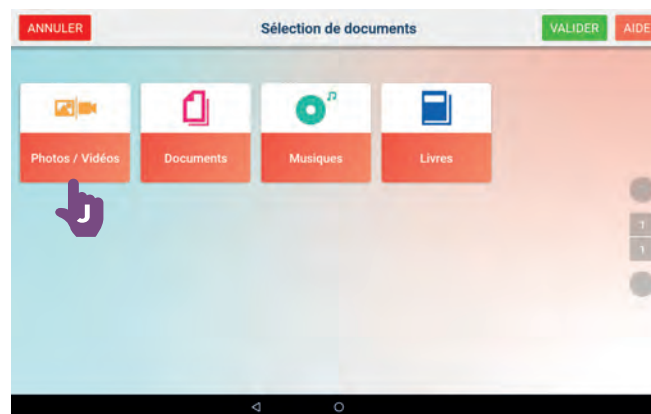 ANNULER
Sélection de documents
VALIDER
AIDE
Photos / Vidéos
Documents
Musiques
Livres
J
1
1